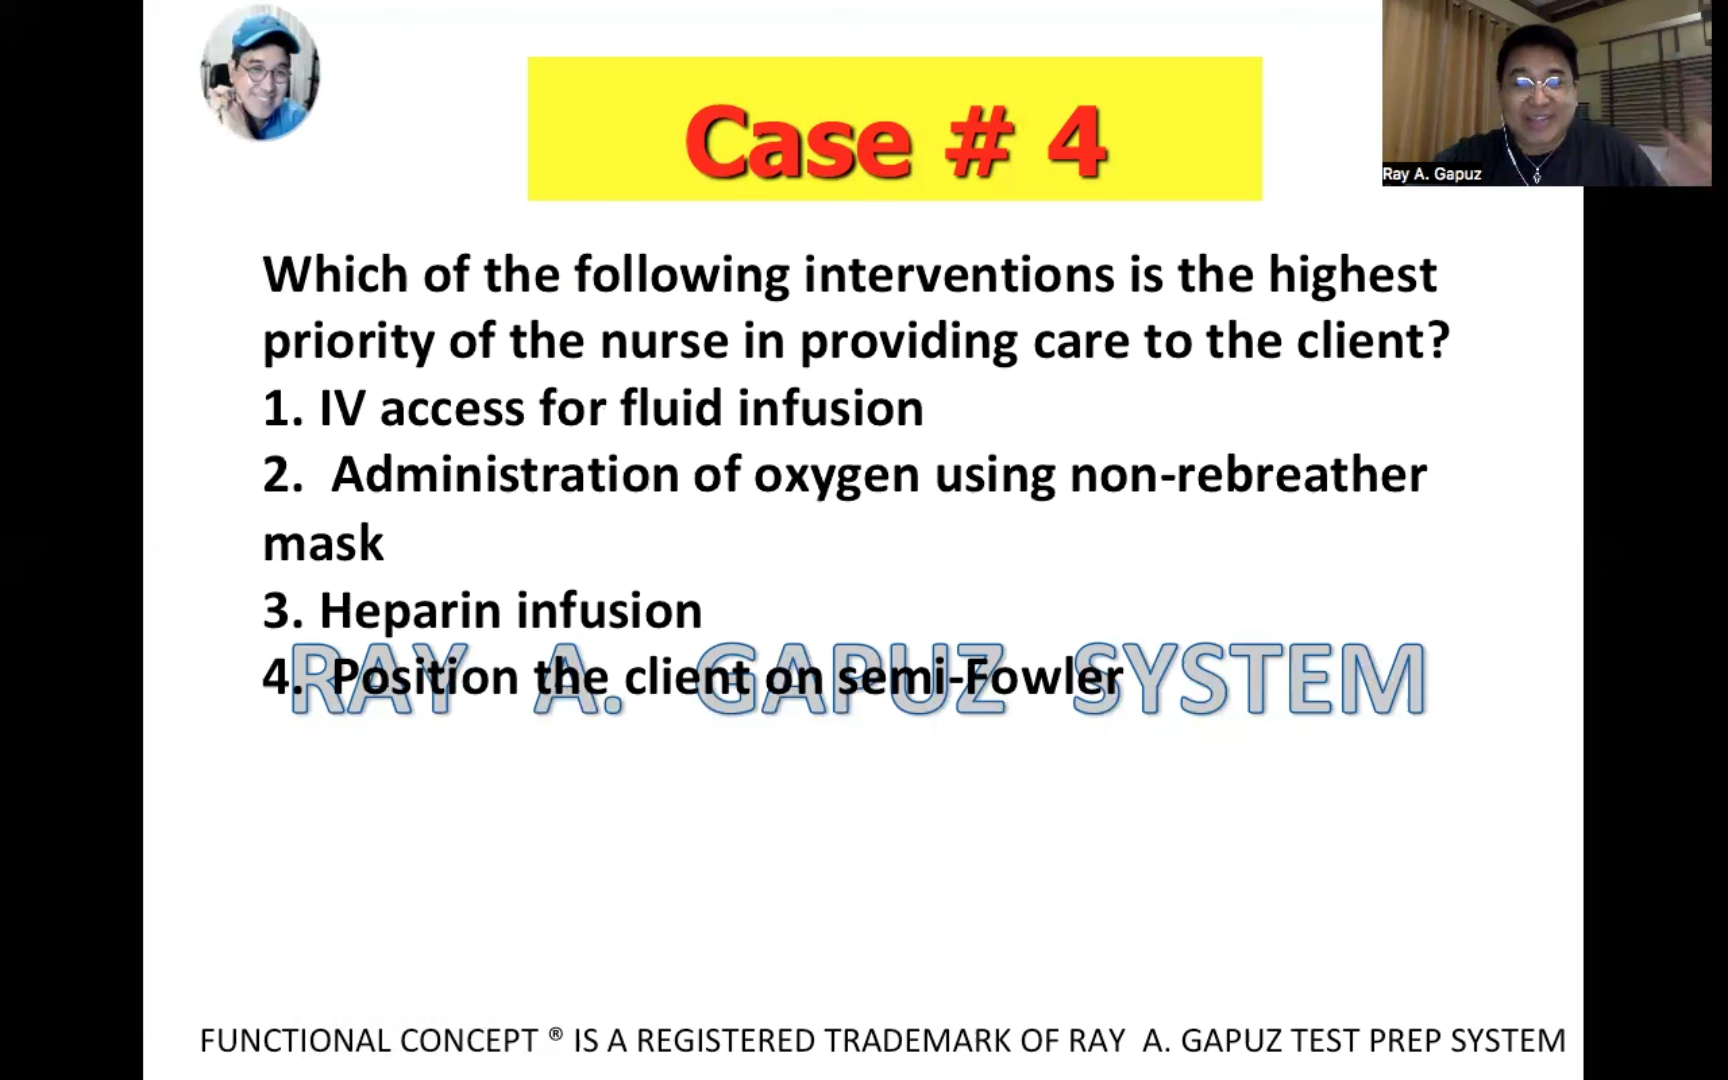 Case # 4
Ray A. Gapuz
Which of the following interventions is the highest
priority of the nurse in providing care to the client?
1. IV access for fluid infusion
2. Administration of oxygen using non-rebreather
mask
3. Heparin infusion
4. Position the client on semi-Fowler
RAY A. GAPUZ SYSTEM
FUNCTIONAL CONCEPT ® IS A REGISTERED TRADEMARK OF RAY A. GAPUZ TEST PREP SYSTEM